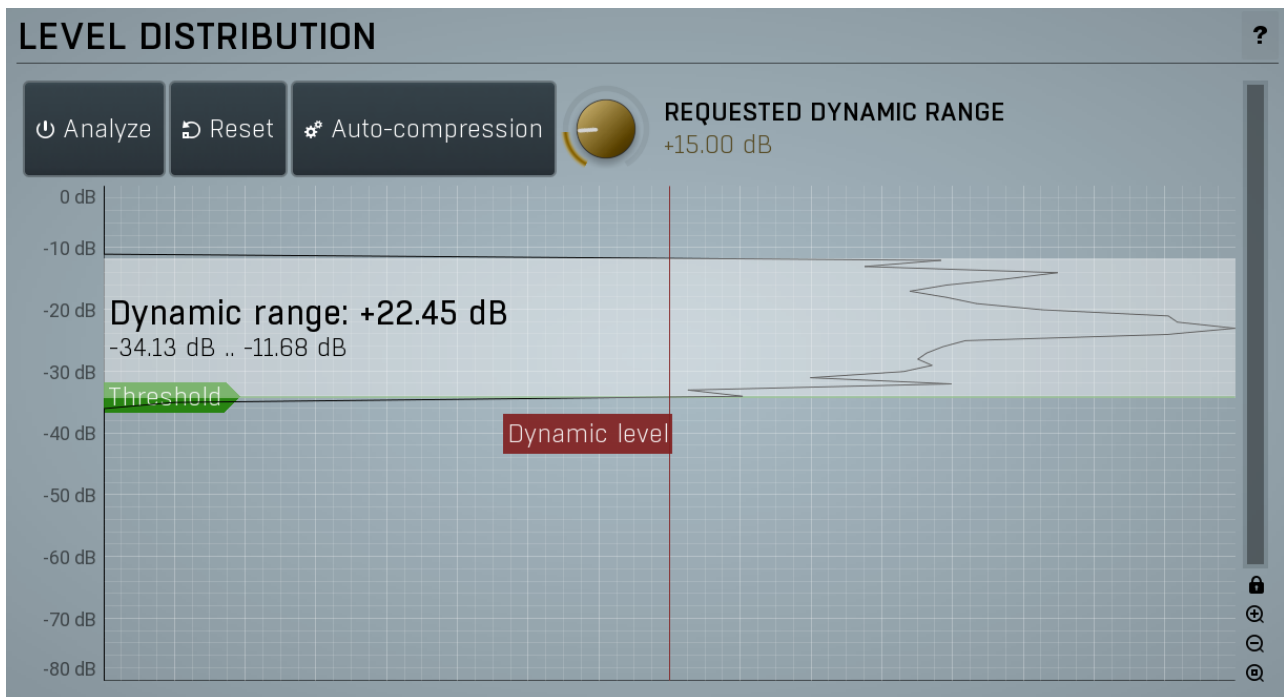 LEVEL DISTRIBUTION
?
Analyze
Reset
Auto-compression
REQUESTED DYNAMIC RANGE
+15.00 dB
0 dB
-10 dB
-20 dB
Dynamic range: +22.45 dB
-34.13 dB .. -11.68 dB
-30 dB
Threshold
-40 dB
Dynamic level
-50 dB
-60 dB
-70 dB
-80 dB